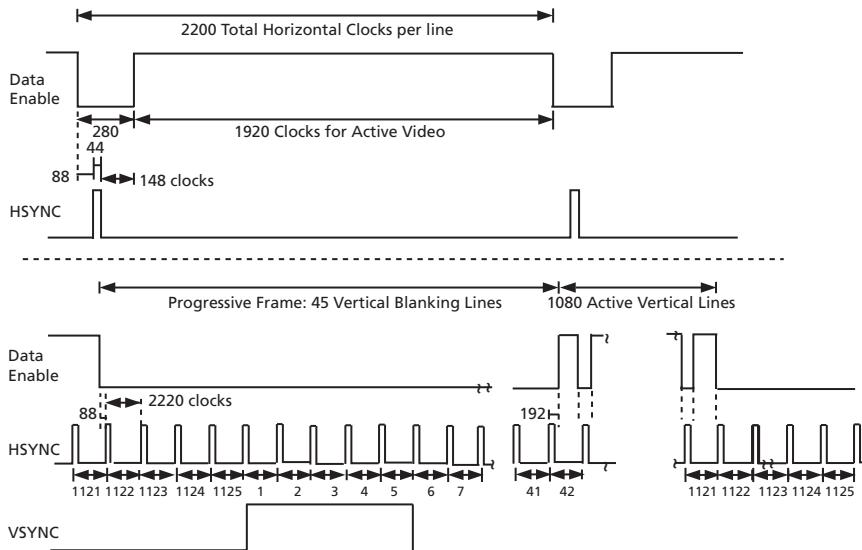 2200 Total Horizontal Clocks per line
Data
Enable
280
1920 Clocks for Active Video
44
88
148 clocks
HSYNC
Progressive Frame: 45 Vertical Blanking Lines
1080 Active Vertical Lines
Data
Enable
2220 clocks
88
192
HSYNC
1121 1122 1123 1124 1125 1 2 3 4 5 6 7 41 42 1121 1122 1123 1124 1125
VSYNC